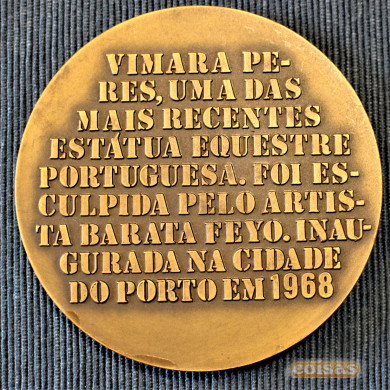 VIMARA PE-
RES, UMA DAS
MAIS RECENTES
ESTÁTUA EQUESTRE
PORTUGUESA. FOI ES-
CULPIDA PELO ARTIS-
TA BARATA FEYO. INAU-
GURADA NA CIDADE
DO PORTO EM 1968
coisas